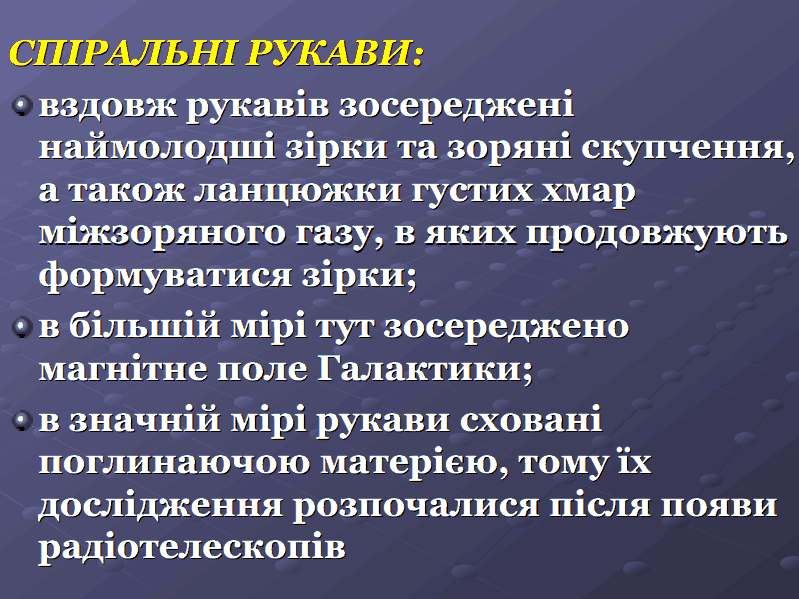 СПІРАЛЬНІ РУКАВИ:
вздовж рукавів зосереджені
наймолодші зірки та зоряні скупчення,
а також ланцюжки густих хмар
міжзоряного газу, в яких продовжують
формуватися зірки;
в більшій мірі тут зосереджено
магнітне поле Галактики;
в значній мірі рукави сховані
поглинаючою матерією, тому їх
дослідження розпочалися після появи
радіотелескопів